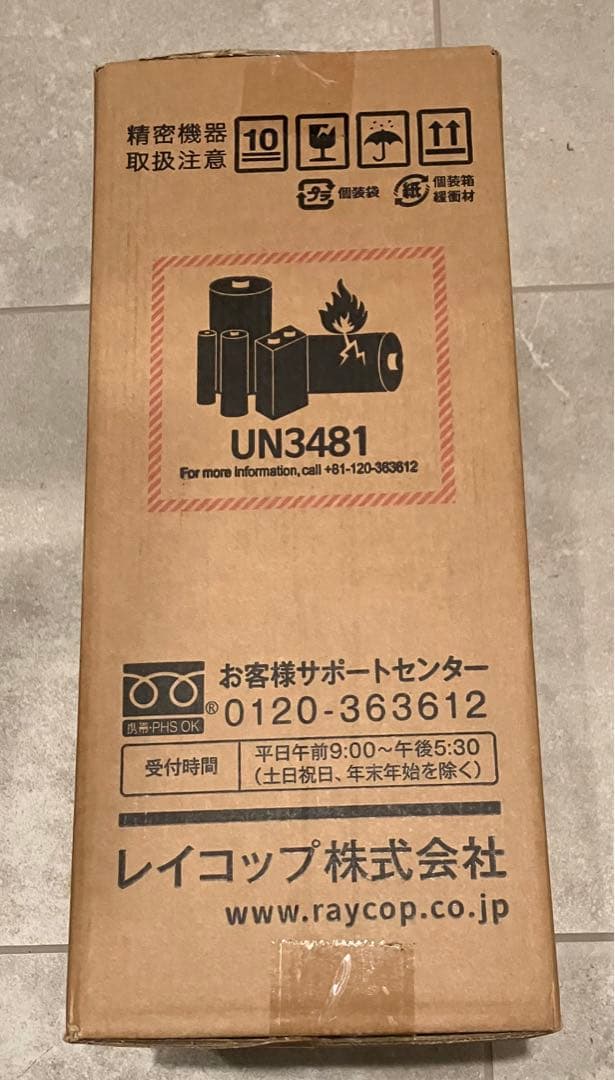 精密機器
取扱注意
10
プラ 個装袋
紙 個装箱
緩衝材
UN3481
For more information, call +81-120-363612
お客様サポートセンター
® 0120-363612
携帯・PHS OK
受付時間
平日午前9:00〜午後5:30
(土日祝日、年末年始を除く)
レイコップ株式会社
www.raycop.co.jp